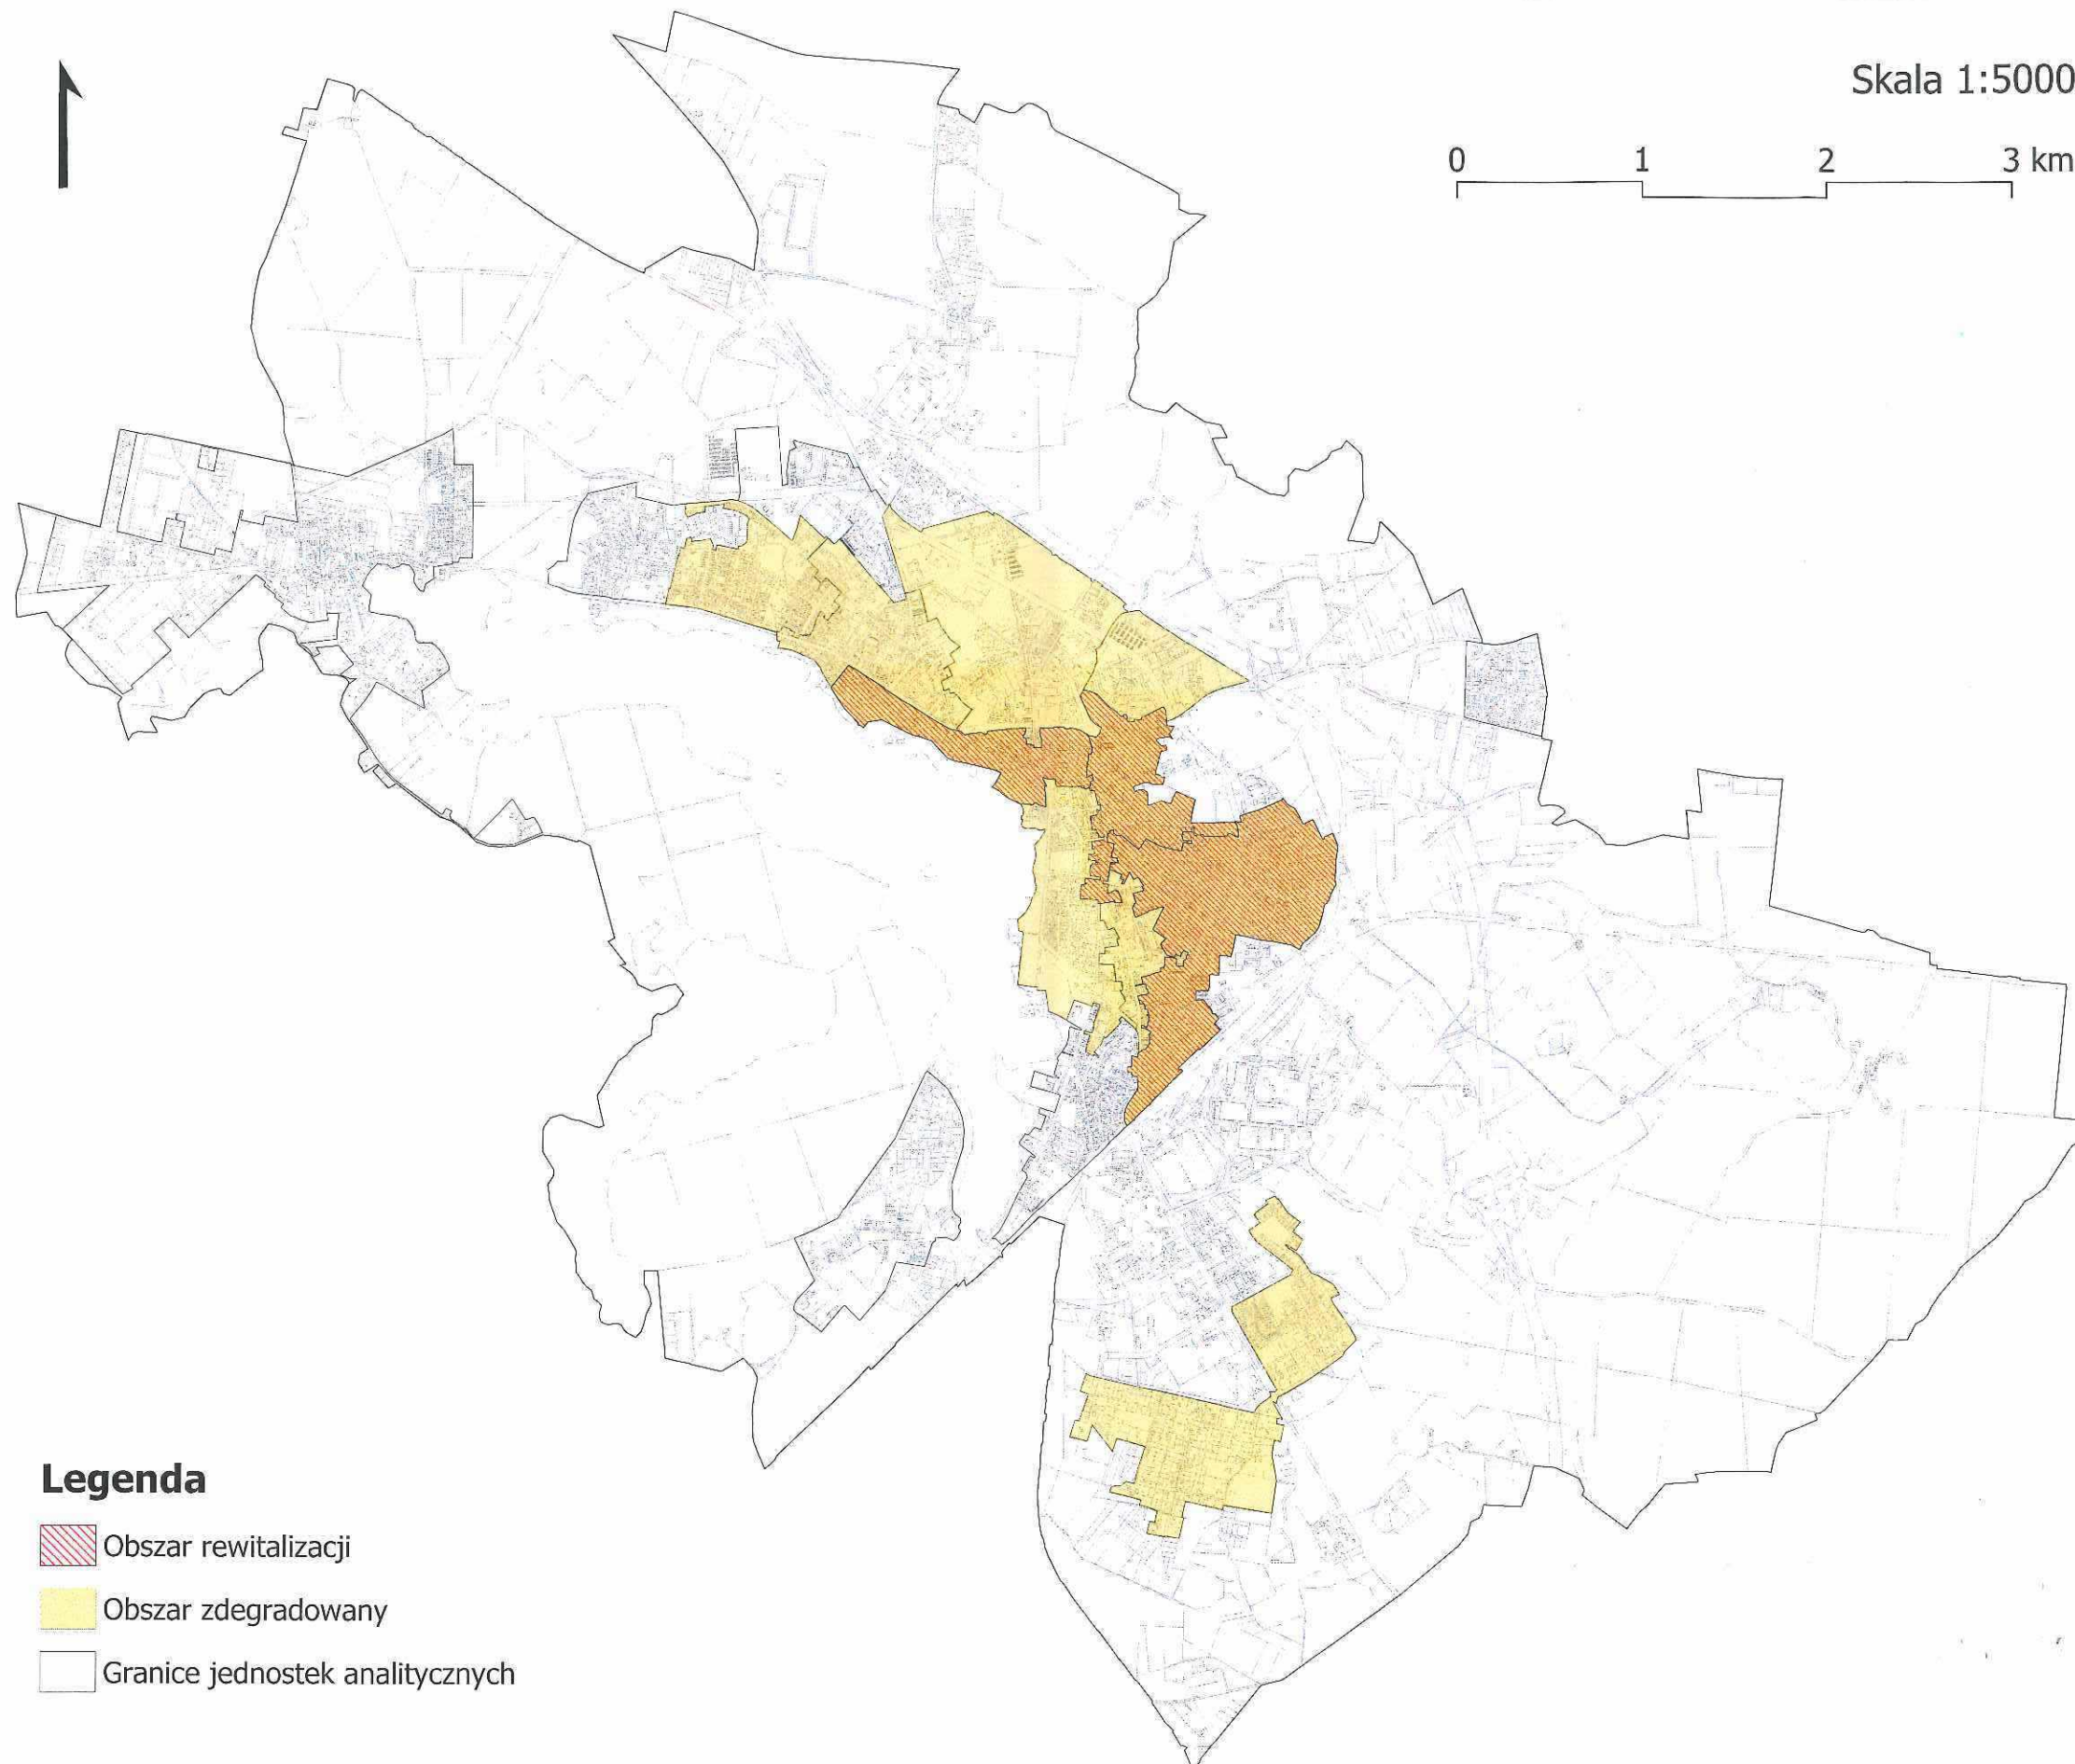 Skala 1:5000
0 1 2 3 km
Legenda
Obszar rewitalizacji
Obszar zdegradowany
Granice jednostek analitycznych